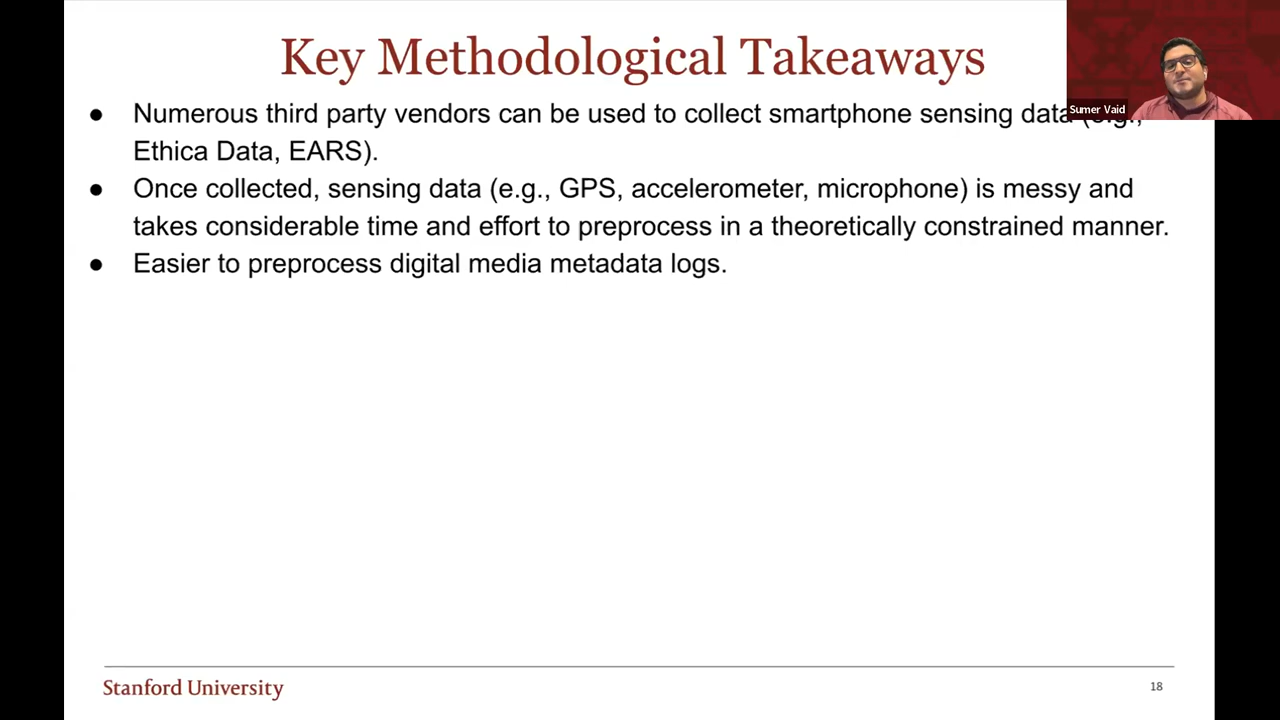 Key Methodological Takeaways
Sumer Vaid
● Numerous third party vendors can be used to collect smartphone sensing data (e.g.,
Ethica Data, EARS).
● Once collected, sensing data (e.g., GPS, accelerometer, microphone) is messy and
takes considerable time and effort to preprocess in a theoretically constrained manner.
● Easier to preprocess digital media metadata logs.
Stanford University
18